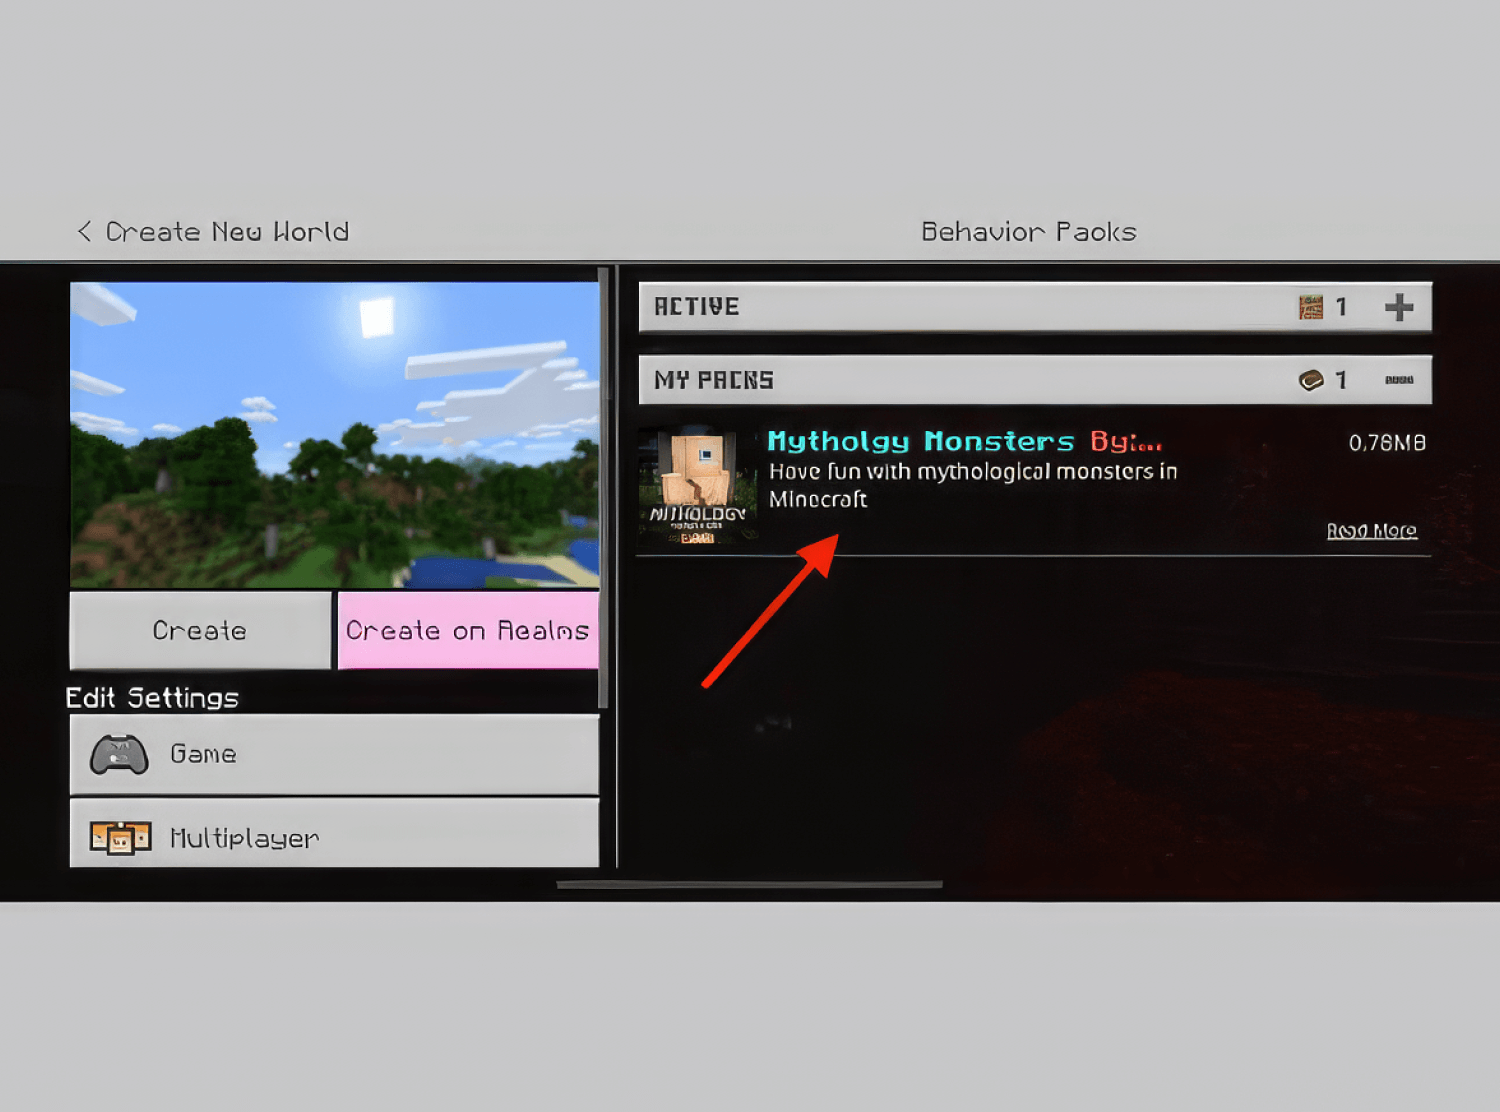 < Create New World
Behavior Packs
ACTIVE
1
MY PACKS
1
Mytholgy Monsters By:...
0.76MB
Have fun with mythological monsters in
Minecraft
MITHOLOGY
Read More
Create
Create on Realms
Edit Settings
Game
Multiplayer